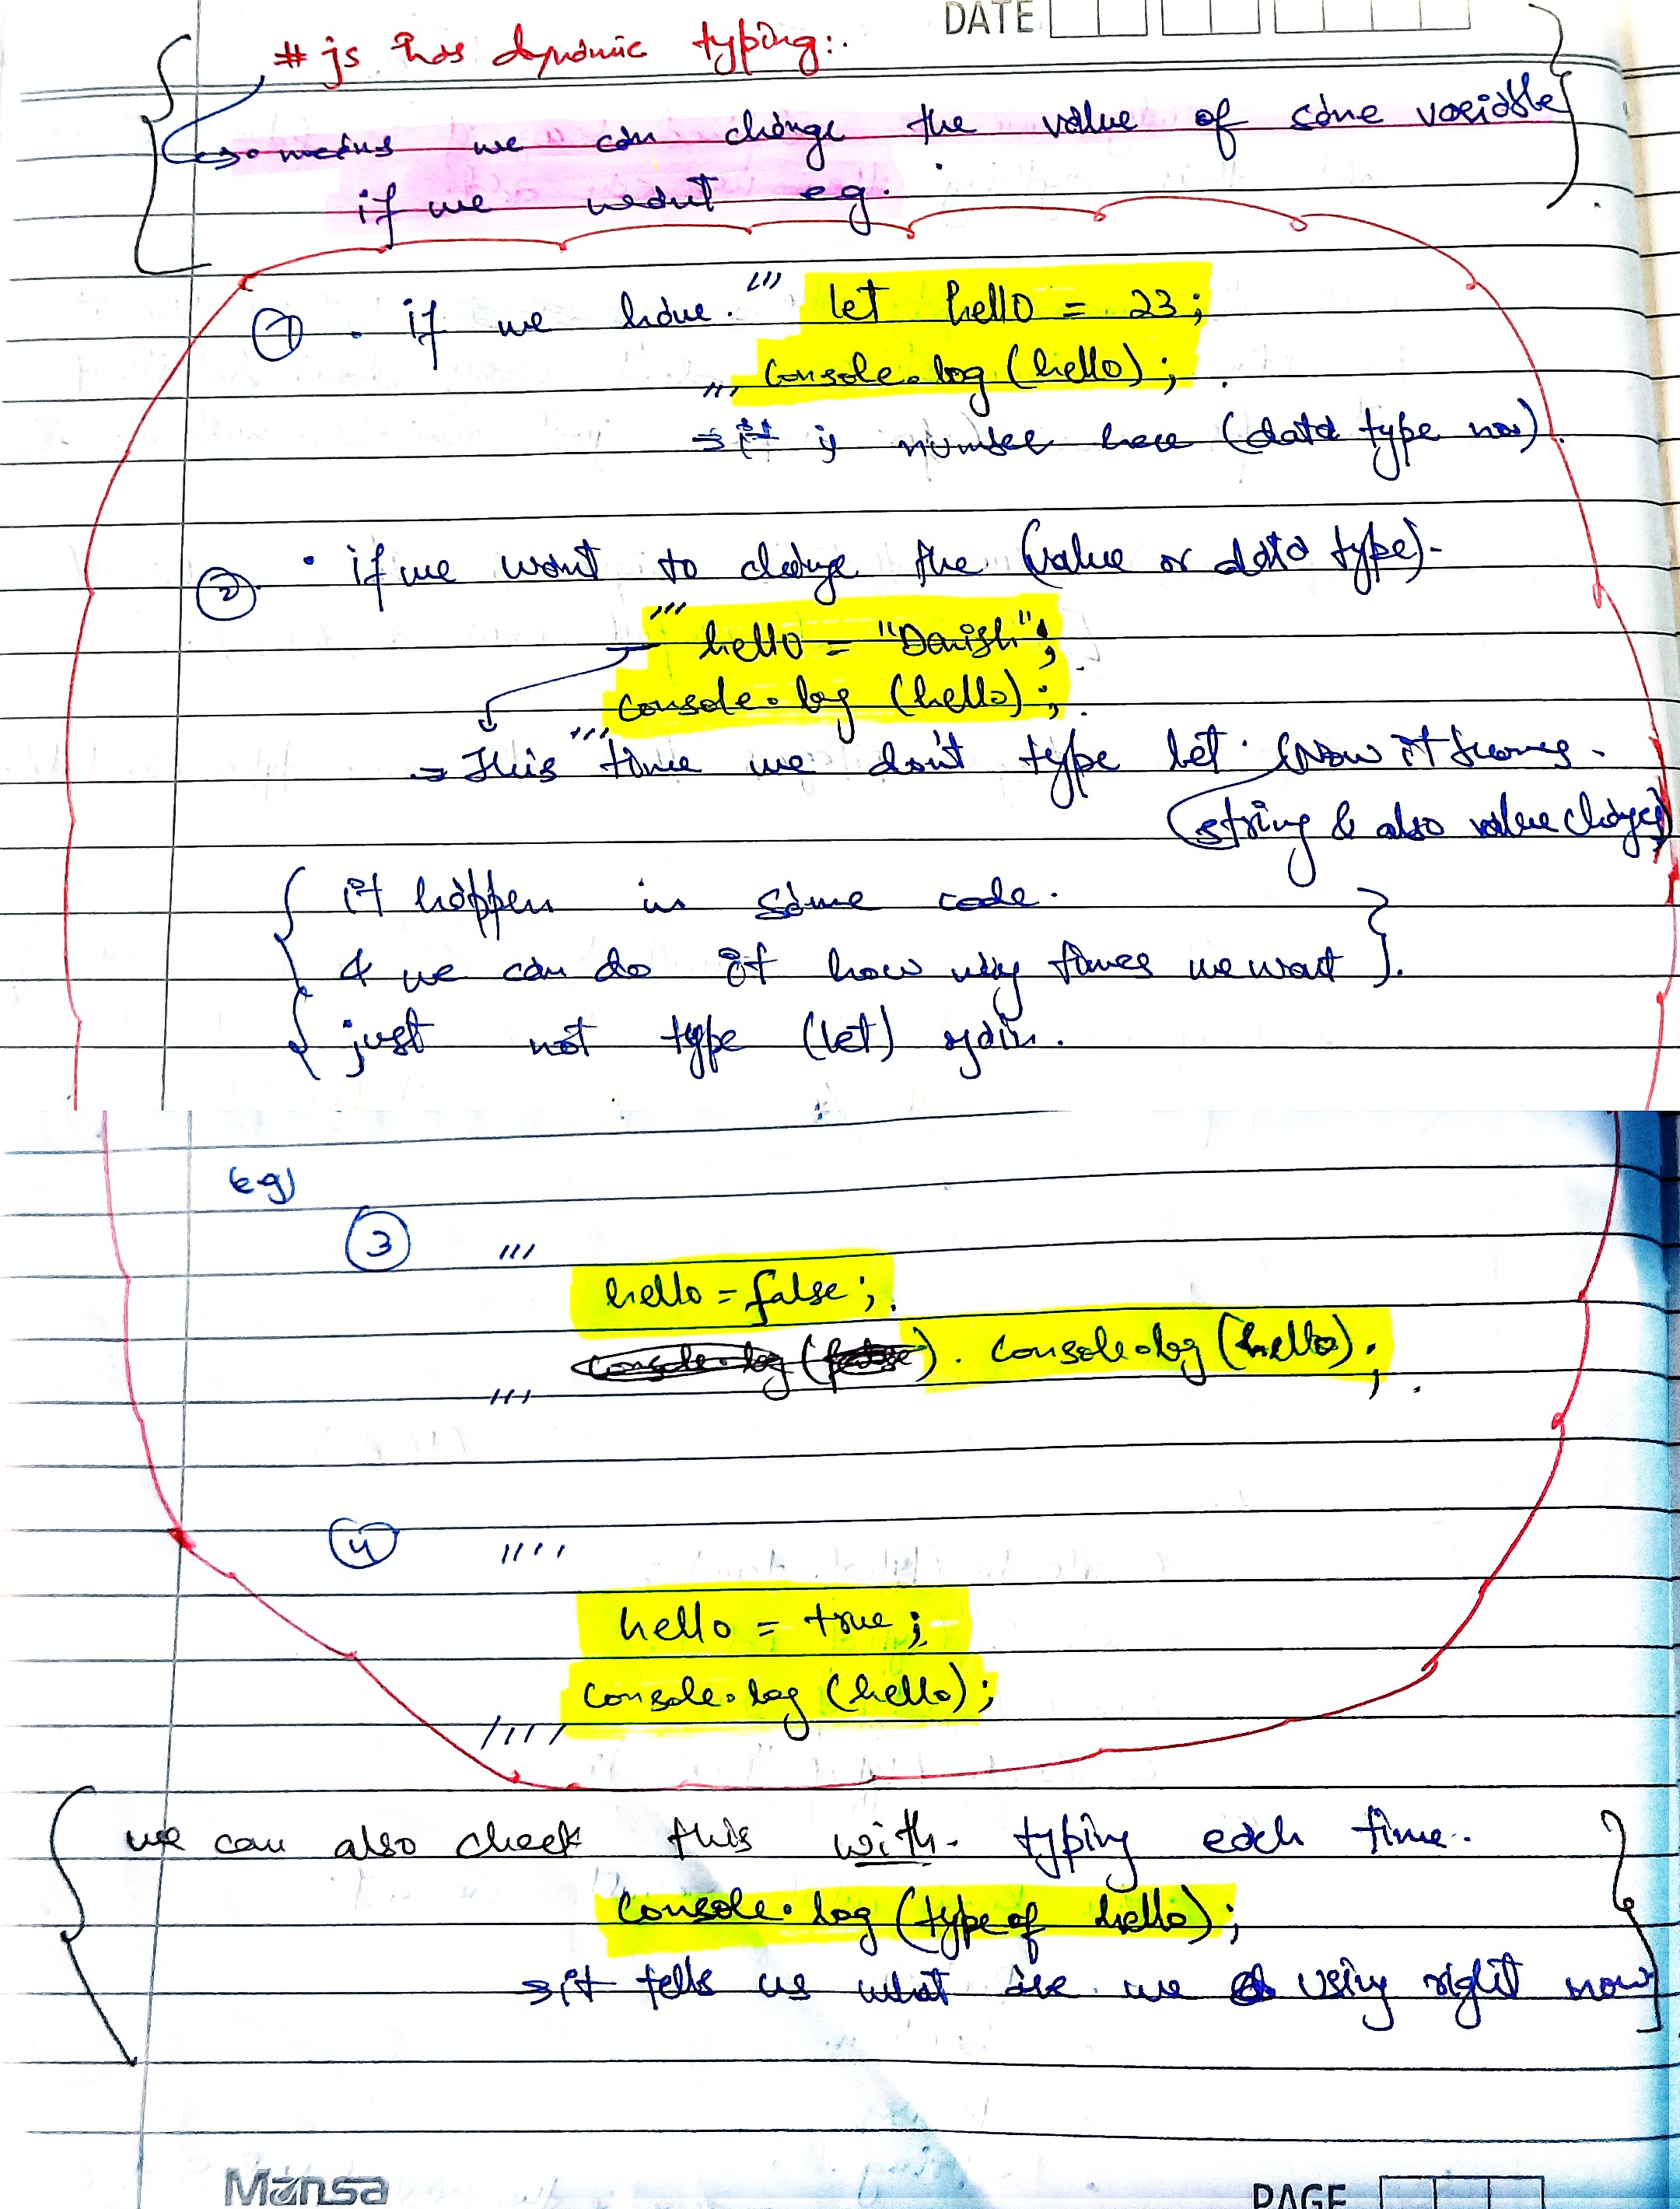 DATE
# js has dynamic typing:.
so means we can change the value of same variable
if we want eg.
1 . if we have. ''' let hello = 23;
''' console.log (hello);
⇒ it is number here (data type now).
2 . if we want to change the (value or data type).
''' hello = "Danish";
console.log (hello);
'''
⇒ This time we don't type let. (Now it turns.
string & also value change)
{ it happen in same code.
& we can do it how many times we want }.
{ just not type (let) again.
(eg)
3 '''
hello = false;
console.log (false). console.log (hello);
'''
4 ''''
hello = true;
console.log (hello);
''''
we can also check this with. typing each time.
console.log (typeof hello);
⇒ it tells us what are we using right now
Mansa
PAGE